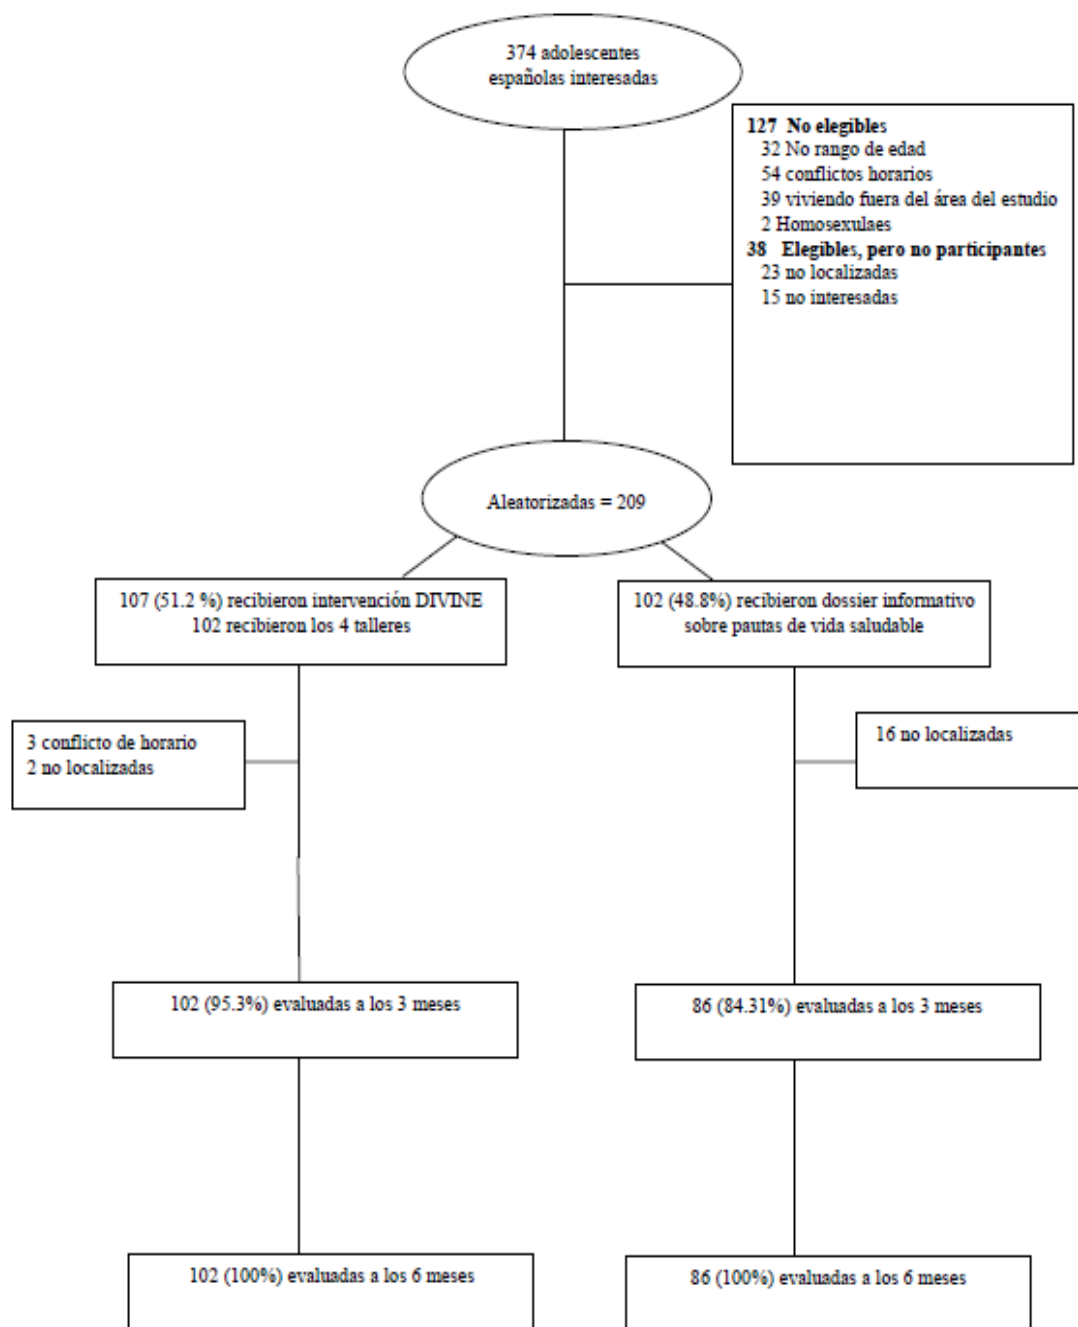 374 adolescentes
españolas interesadas
127 No elegibles
32 No rango de edad
54 conflictos horarios
39 viviendo fuera del área del estudio
2 Homosexulaes
38 Elegibles, pero no participantes
23 no localizadas
15 no interesadas
Aleatorizadas = 209
107 (51.2 %) recibieron intervención DIVINE
102 recibieron los 4 talleres
102 (48.8%) recibieron dossier informativo
sobre pautas de vida saludable
3 conflicto de horario
2 no localizadas
16 no localizadas
102 (95.3%) evaluadas a los 3 meses
86 (84.31%) evaluadas a los 3 meses
102 (100%) evaluadas a los 6 meses
86 (100%) evaluadas a los 6 meses